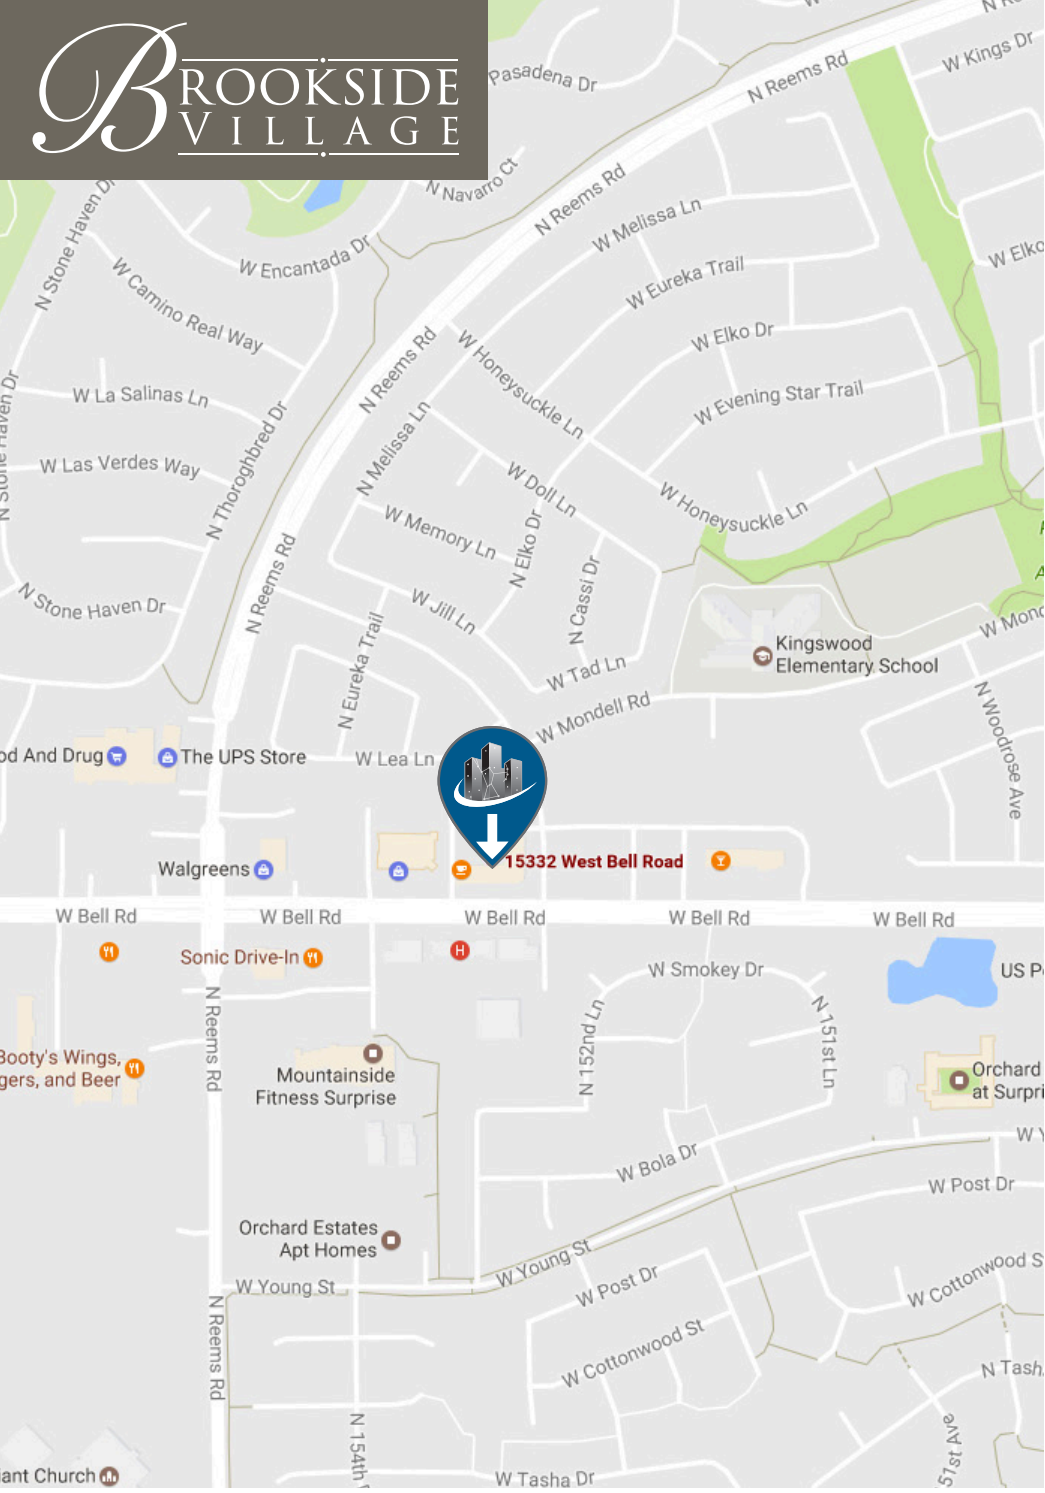 BROOKSIDE
VILLAGE
N Reems Rd
W Kings Dr
Pasadena Dr
N Navarro Ct
N Reems Rd
W Melissa Ln
N Stone Haven Dr
W Encantada Dr
W Elko
W Camino Real Way
W Eureka Trail
W Elko Dr
N Reems Rd
W Honeysuckle Ln
W Evening Star Trail
W La Salinas Ln
N Stone Haven Dr
N Thoroghbred Dr
N Melissa Ln
W Las Verdes Way
W Doll Ln
W Honeysuckle Ln
W Memory Ln
N Elko Dr
N Reems Rd
N Cassi Dr
N Stone Haven Dr
W Jill Ln
N Eureka Trail
W Mond
Kingswood
Elementary School
W Tad Ln
W Mondell Rd
N Woodrose Ave
od And Drug
The UPS Store
W Lea Ln
Walgreens
15332 West Bell Road
W Bell Rd
W Bell Rd
W Bell Rd
W Bell Rd
W Bell Rd
Sonic Drive-In
H
W Smokey Dr
US P
N Reems Rd
N 152nd Ln
N 151st Ln
Booty's Wings,
gers, and Beer
Mountainside
Fitness Surprise
Orchard
at Surpri
W Y
W Bola Dr
W Post Dr
Orchard Estates
Apt Homes
W Young St
W Young St
W Post Dr
W Cottonwood S
N Reems Rd
W Cottonwood St
N Tash
N 154th
51st Ave
iant Church
W Tasha Dr